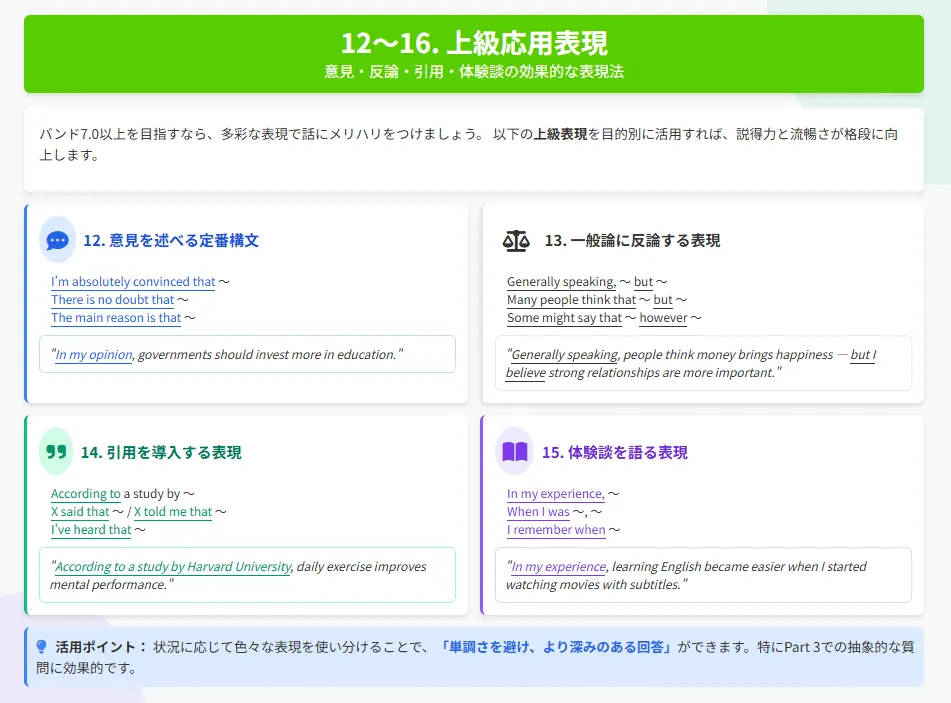 12～16. 上級応用表現
意見・反論・引用・体験談の効果的な表現法
バンド7.0以上を目指すなら、多彩な表現で話にメリハリをつけましょう。 以下の上級表現を目的別に活用すれば、説得力と流暢さが格段に向
上します。
12. 意見を述べる定番構文
I'm absolutely convinced that ～
There is no doubt that ～
The main reason is that ～
"In my opinion, governments should invest more in education."
13. 一般論に反論する表現
Generally speaking, ～ but ～
Many people think that ～ but ～
Some might say that ～ however ～
"Generally speaking, people think money brings happiness — but I
believe strong relationships are more important."
14. 引用を導入する表現
According to a study by ～
X said that ～ / X told me that ～
I've heard that ～
"According to a study by Harvard University, daily exercise improves
mental performance."
15. 体験談を語る表現
In my experience, ～
When I was ～, ～
I remember when ～
"In my experience, learning English became easier when I started
watching movies with subtitles."
活用ポイント： 状況に応じて色々な表現を使い分けることで、「単調さを避け、より深みのある回答」ができます。特にPart 3での抽象的な質
問に効果的です。